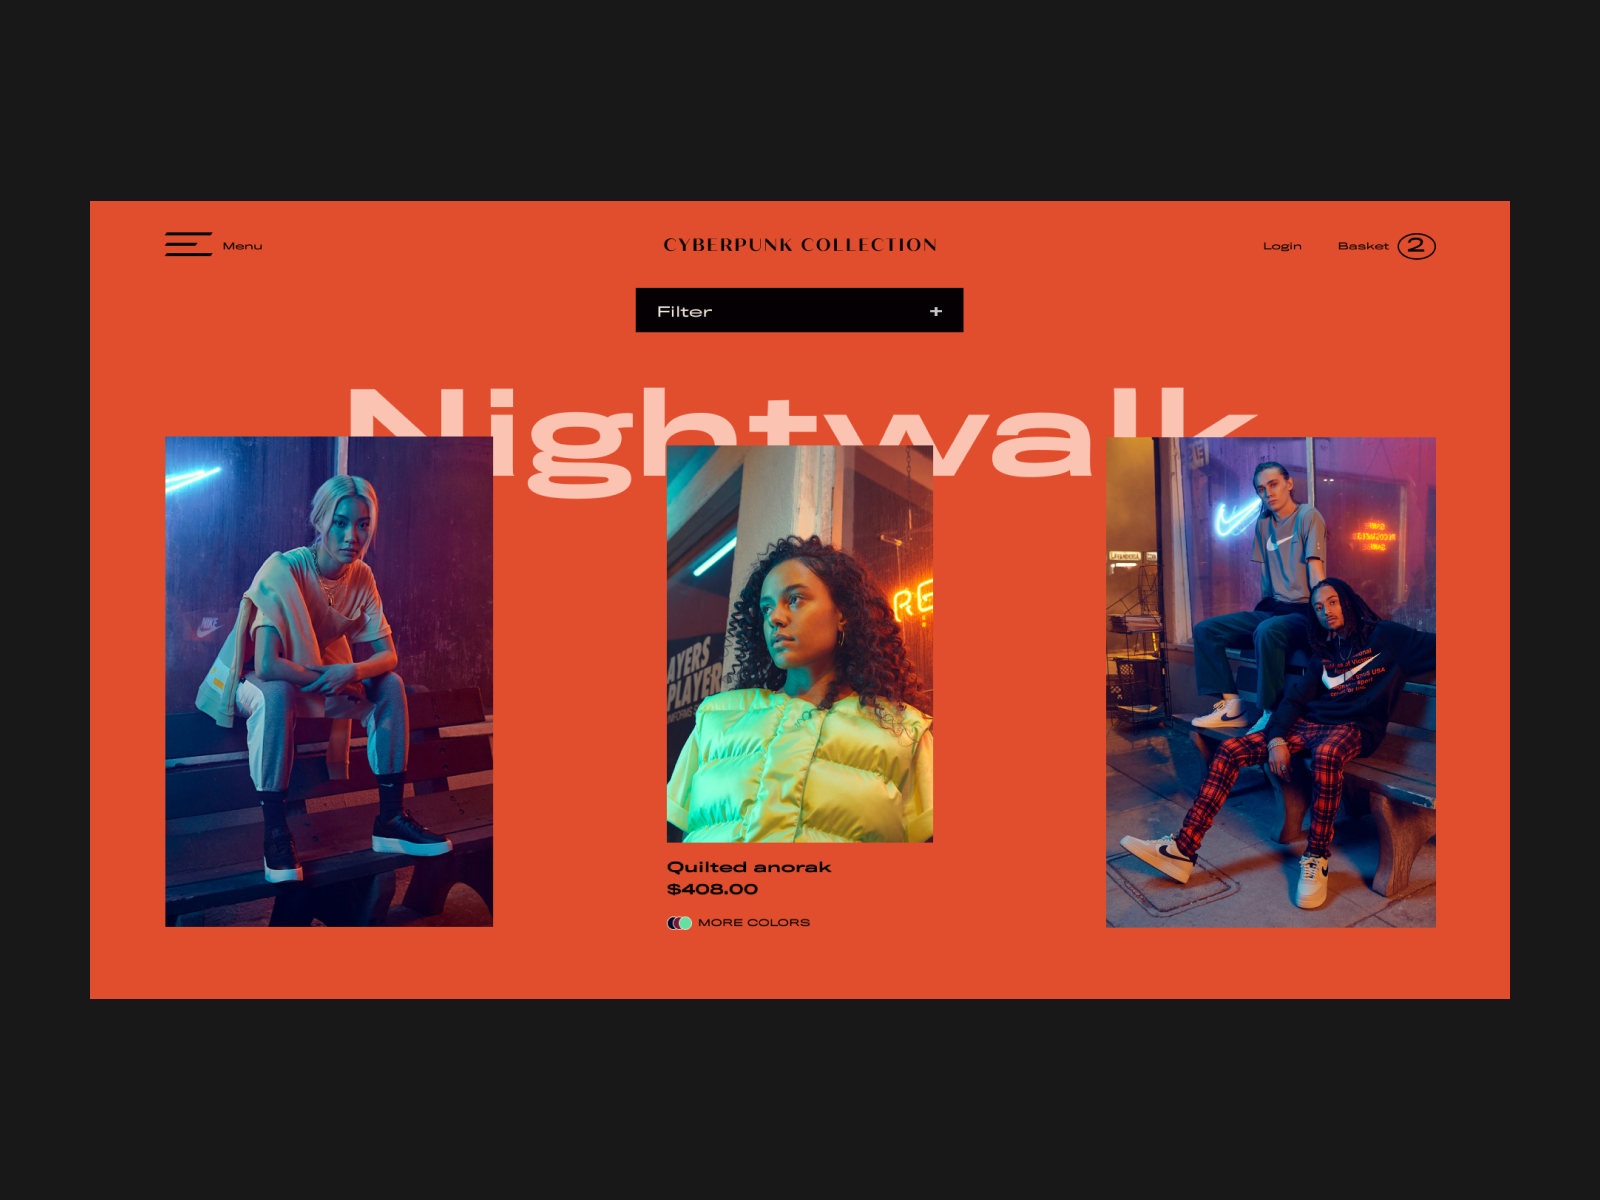 Menu
CYBERPUNK COLLECTION
Login
Basket
2
Filter
+
Nightwalk
NIKE
RE
AYERS
PLAYER
Quilted anorak
$408.00
MORE COLORS